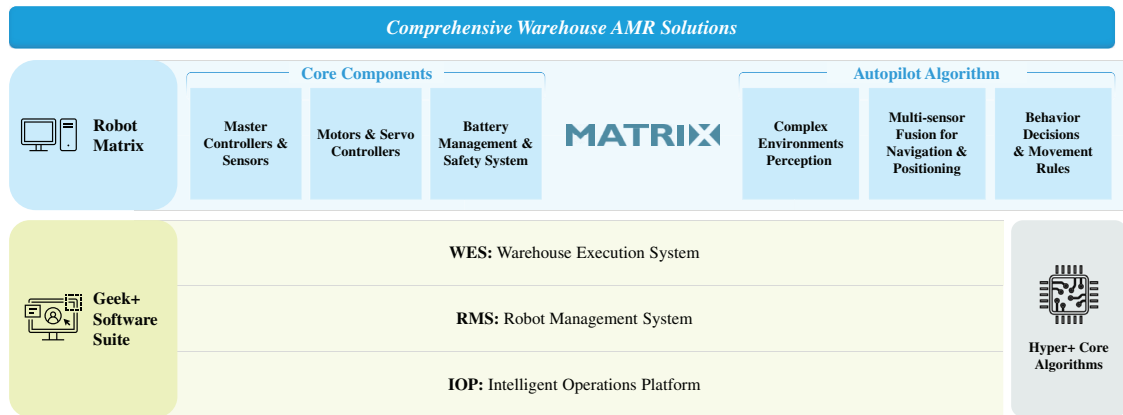 Comprehensive Warehouse AMR Solutions
Robot
Matrix
Core Components
Master
Controllers &
Sensors
Motors & Servo
Controllers
Battery
Management &
Safety System
MATRIX
Autopilot Algorithm
Complex
Environments
Perception
Multi-sensor
Fusion for
Navigation &
Positioning
Behavior
Decisions
& Movement
Rules
Geek+
Software
Suite
WES: Warehouse Execution System
RMS: Robot Management System
IOP: Intelligent Operations Platform
Hyper+ Core
Algorithms